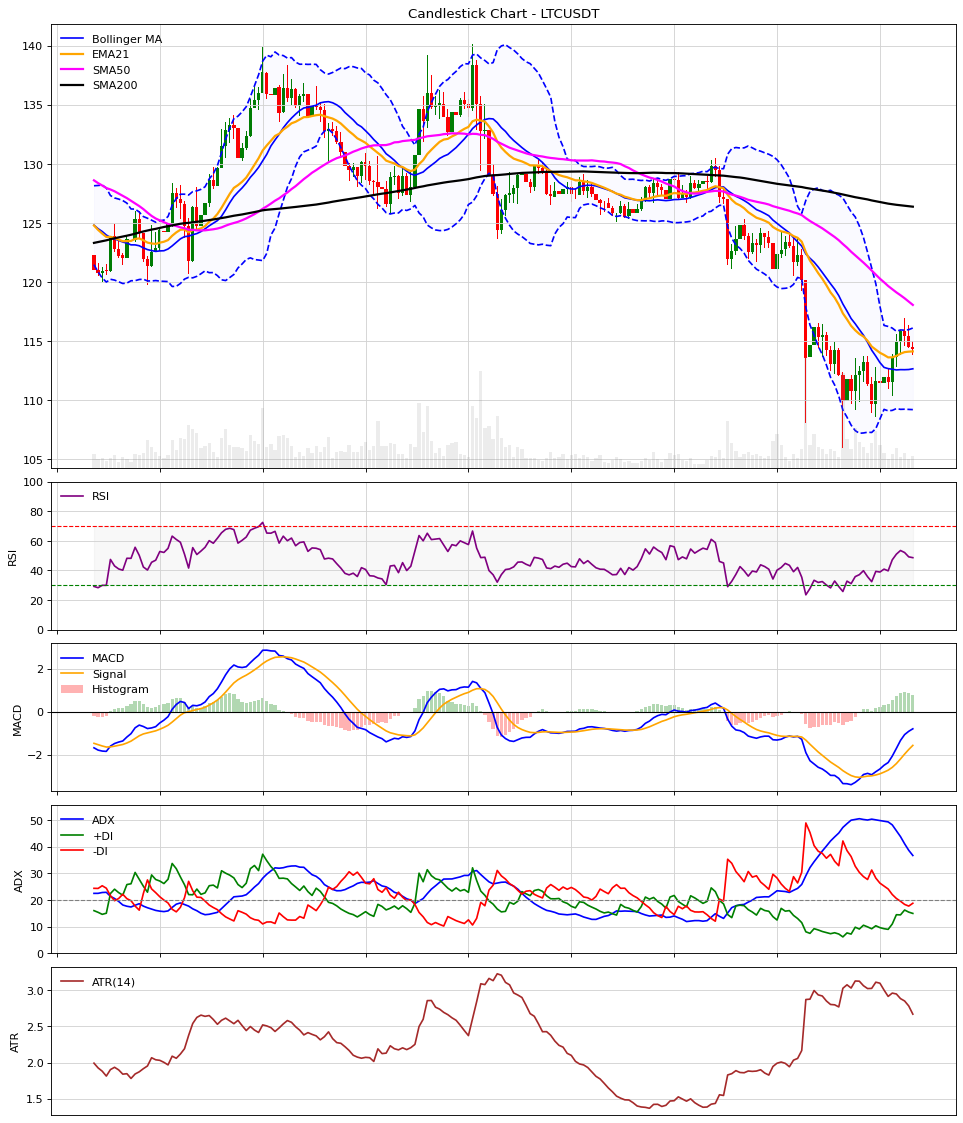 Candlestick Chart - LTCUSDT
Bollinger MA
EMA21
SMA50
SMA200
140
135
130
125
120
115
110
105
RSI
RSI
100
80
60
40
20
0
MACD
Signal
Histogram
MACD
2
0
−2
ADX
+DI
-DI
ADX
50
40
30
20
10
0
ATR(14)
ATR
3.0
2.5
2.0
1.5